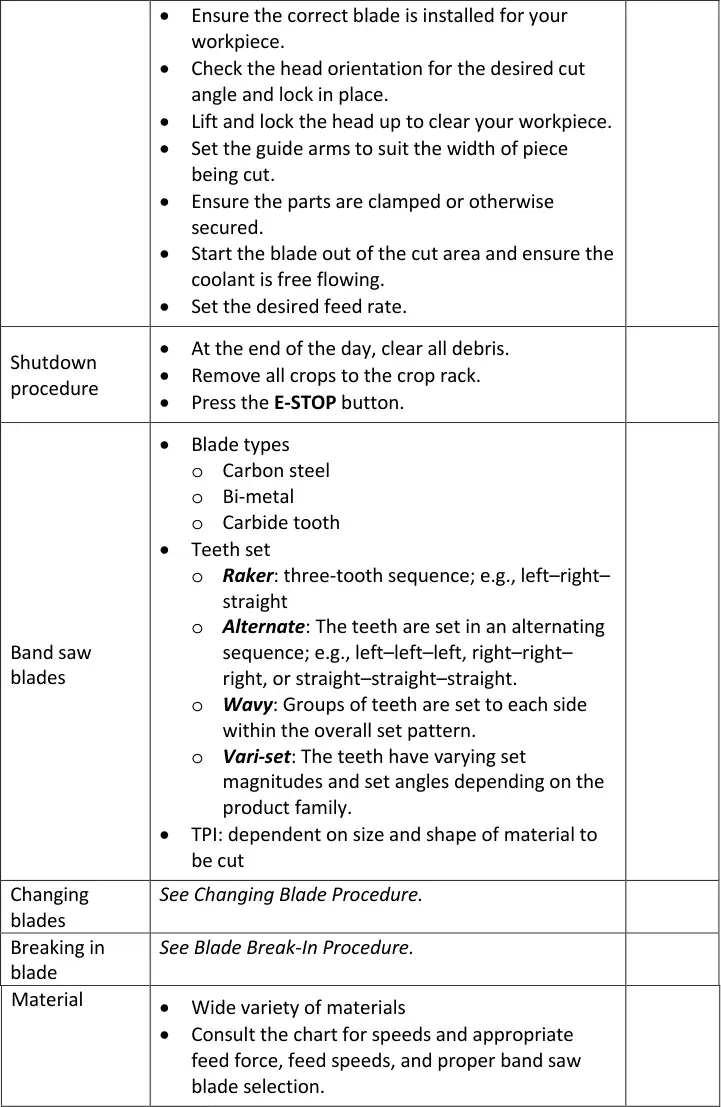 • Ensure the correct blade is installed for your
workpiece.
• Check the head orientation for the desired cut
angle and lock in place.
• Lift and lock the head up to clear your workpiece.
• Set the guide arms to suit the width of piece
being cut.
• Ensure the parts are clamped or otherwise
secured.
• Start the blade out of the cut area and ensure the
coolant is free flowing.
• Set the desired feed rate.
Shutdown
procedure
• At the end of the day, clear all debris.
• Remove all crops to the crop rack.
• Press the E-STOP button.
Band saw
blades
• Blade types
o Carbon steel
o Bi-metal
o Carbide tooth
• Teeth set
o Raker: three-tooth sequence; e.g., left–right–
straight
o Alternate: The teeth are set in an alternating
sequence; e.g., left–left–left, right–right–
right, or straight–straight–straight.
o Wavy: Groups of teeth are set to each side
within the overall set pattern.
o Vari-set: The teeth have varying set
magnitudes and set angles depending on the
product family.
• TPI: dependent on size and shape of material to
be cut
Changing
blades
See Changing Blade Procedure.
Breaking in
blade
See Blade Break-In Procedure.
Material
• Wide variety of materials
• Consult the chart for speeds and appropriate
feed force, feed speeds, and proper band saw
blade selection.